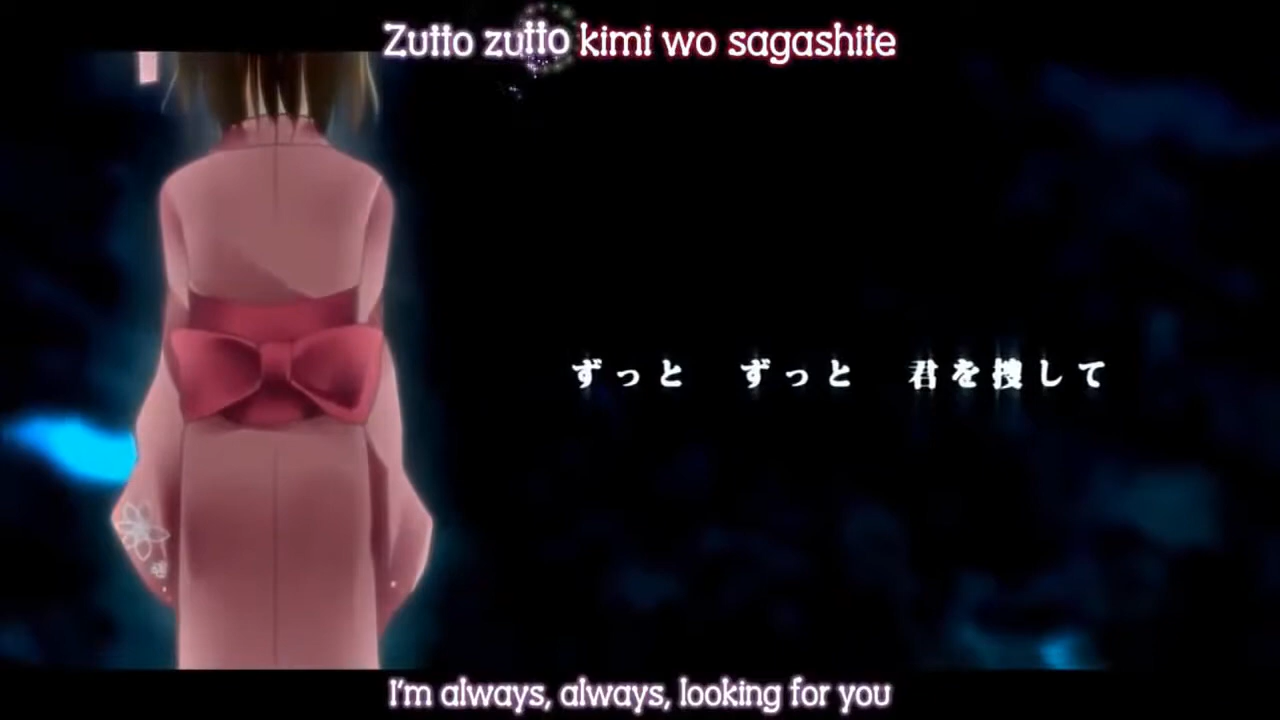 Zutto zutto kimi wo sagashite
ずっと　ずっと　君を捜して
I'm always, always, looking for you